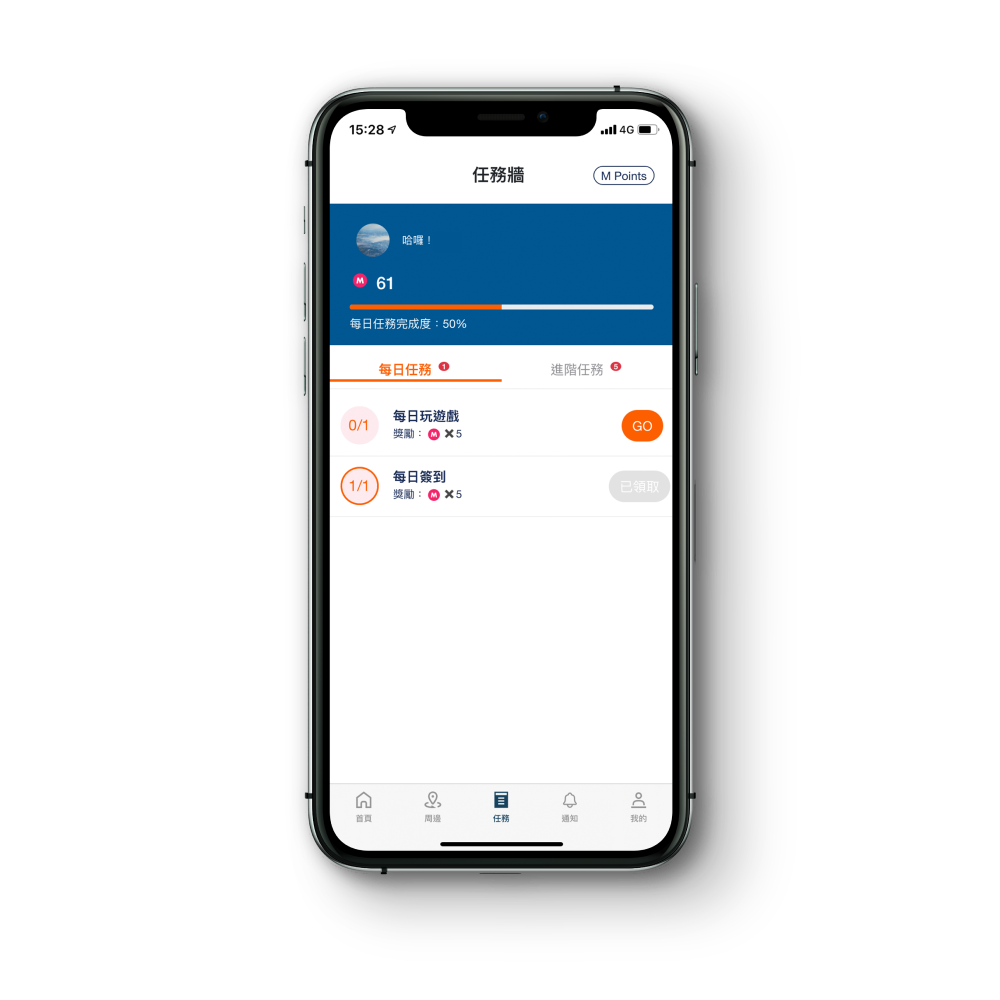 15:28
4G
任務牆
M Points
哈囉！
M 61
每日任務完成度：50%
每日任務 1
進階任務 5
0/1
每日玩遊戲
獎勵： M ✖5
GO
1/1
每日簽到
獎勵： M ✖5
已領取
首頁
周邊
任務
通知
我的